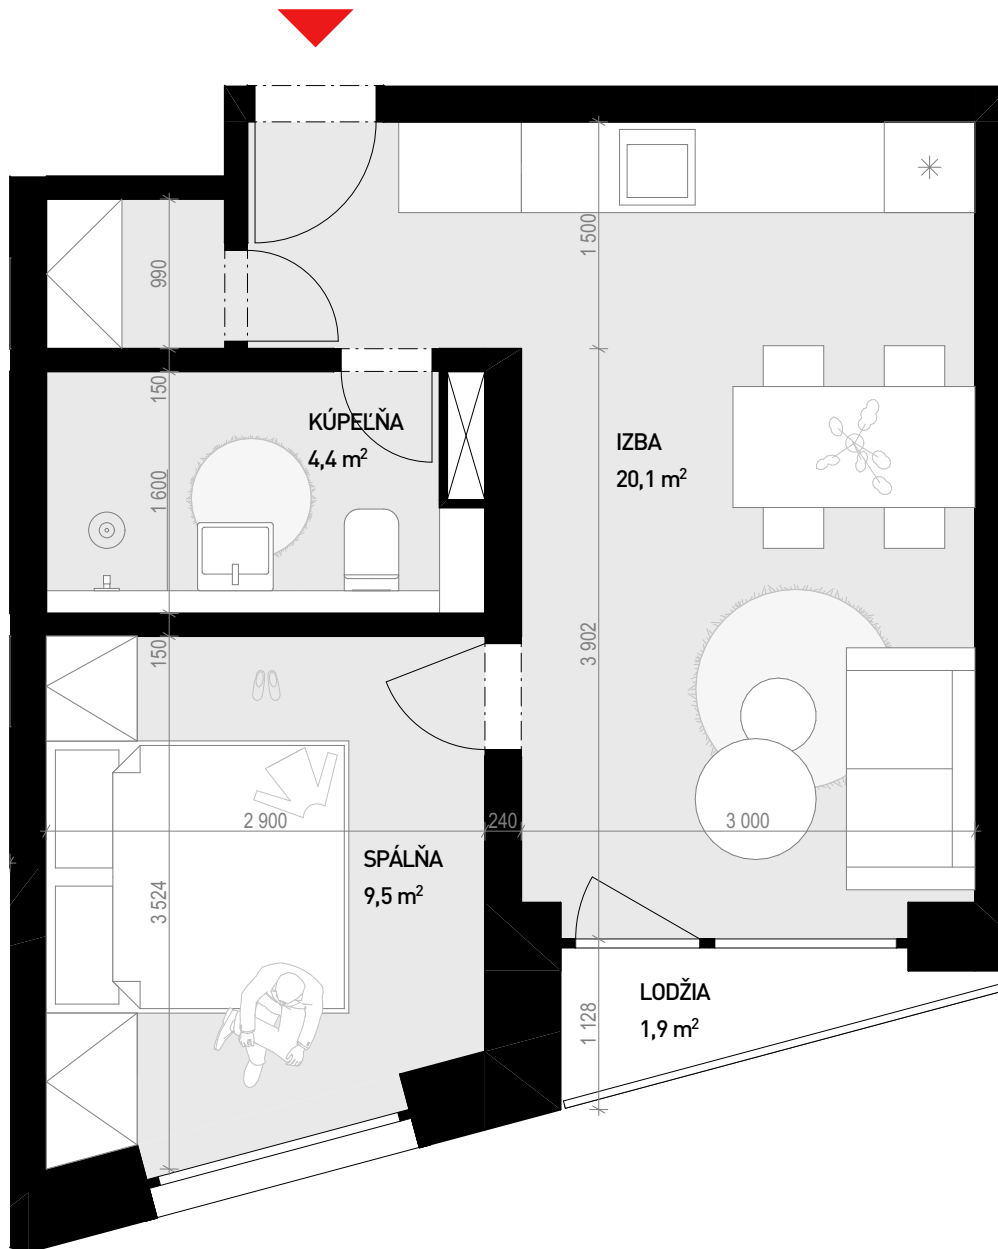 1 500
990
150
KÚPEĽŇA
4,4 m²
IZBA
20,1 m²
1 600
150
3 902
2 900
240
3 000
SPÁLŇA
9,5 m²
3 524
LODŽIA
1,9 m²
1 128